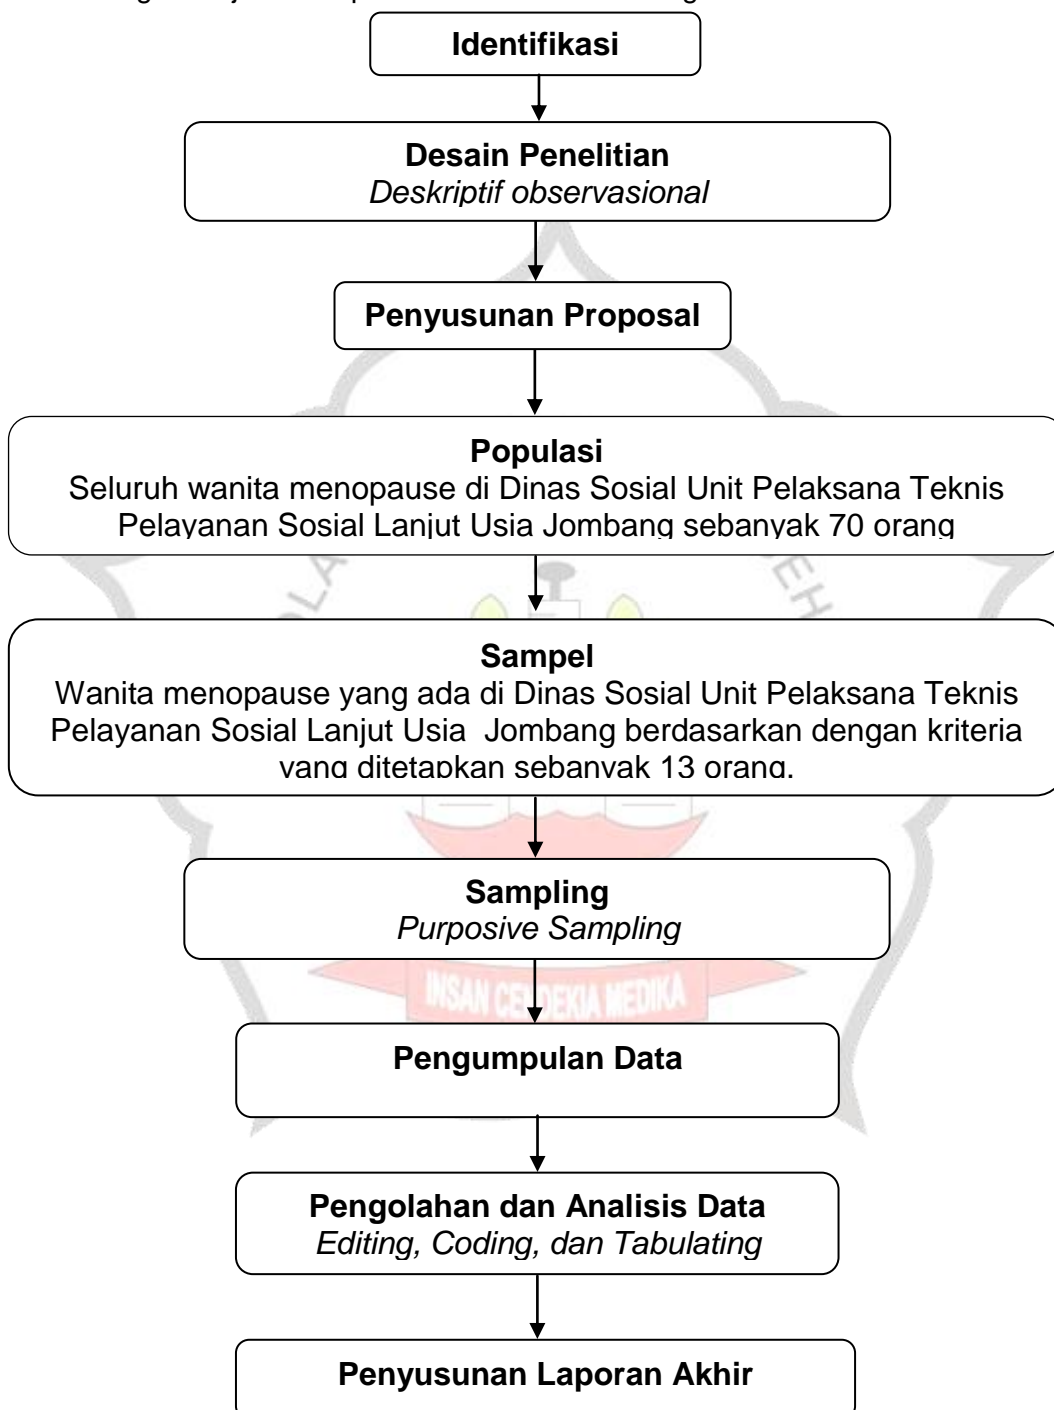 Identifikasi
Desain Penelitian
Deskriptif observasional
Penyusunan Proposal
Populasi
Seluruh wanita menopause di Dinas Sosial Unit Pelaksana Teknis
Pelayanan Sosial Lanjut Usia Jombang sebanyak 70 orang
Sampel
Wanita menopause yang ada di Dinas Sosial Unit Pelaksana Teknis
Pelayanan Sosial Lanjut Usia Jombang berdasarkan dengan kriteria
yang ditetapkan sebanyak 13 orang.
Sampling
Purposive Sampling
INSAN CENDEKIA MEDIKA
Pengumpulan Data
Pengolahan dan Analisis Data
Editing, Coding, dan Tabulating
Penyusunan Laporan Akhir